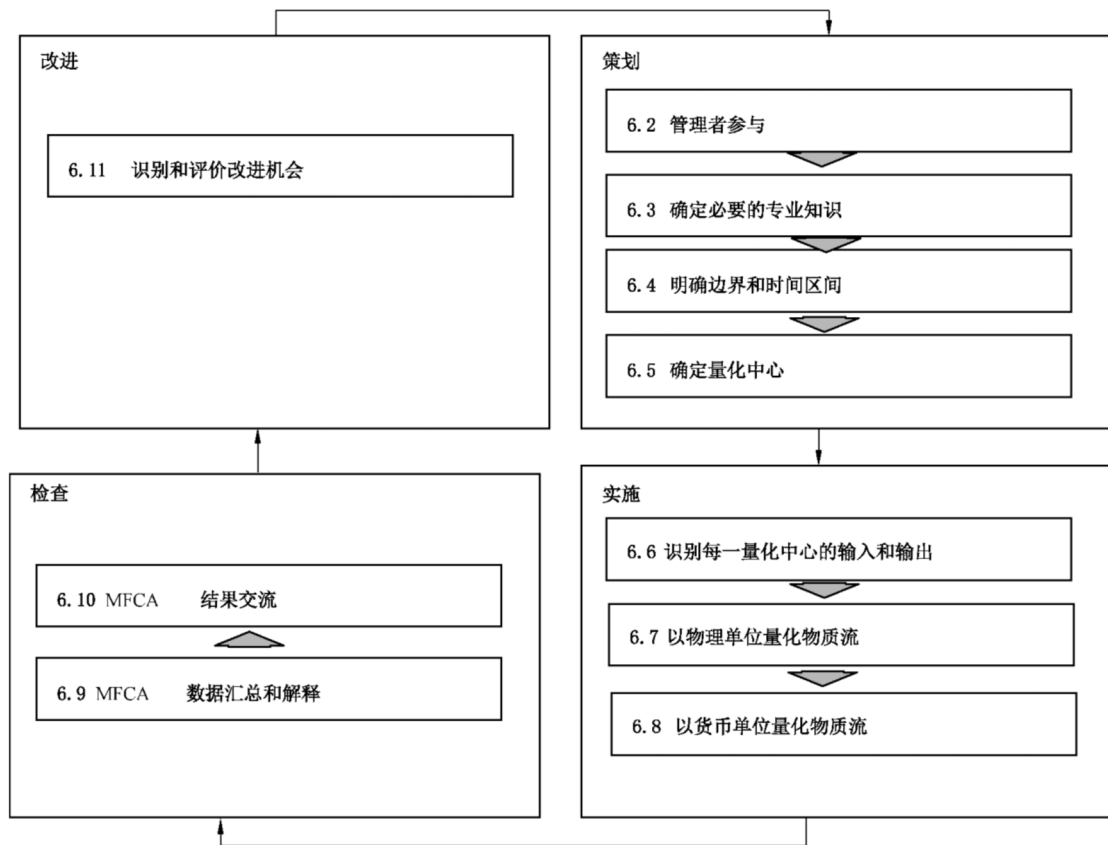 改进
6.11 识别和评价改进机会
策划
6.2 管理者参与
6.3 确定必要的专业知识
6.4 明确边界和时间区间
6.5 确定量化中心
检查
6.10 MFCA 结果交流
6.9 MFCA 数据汇总和解释
实施
6.6 识别每一量化中心的输入和输出
6.7 以物理单位量化物质流
6.8 以货币单位量化物质流